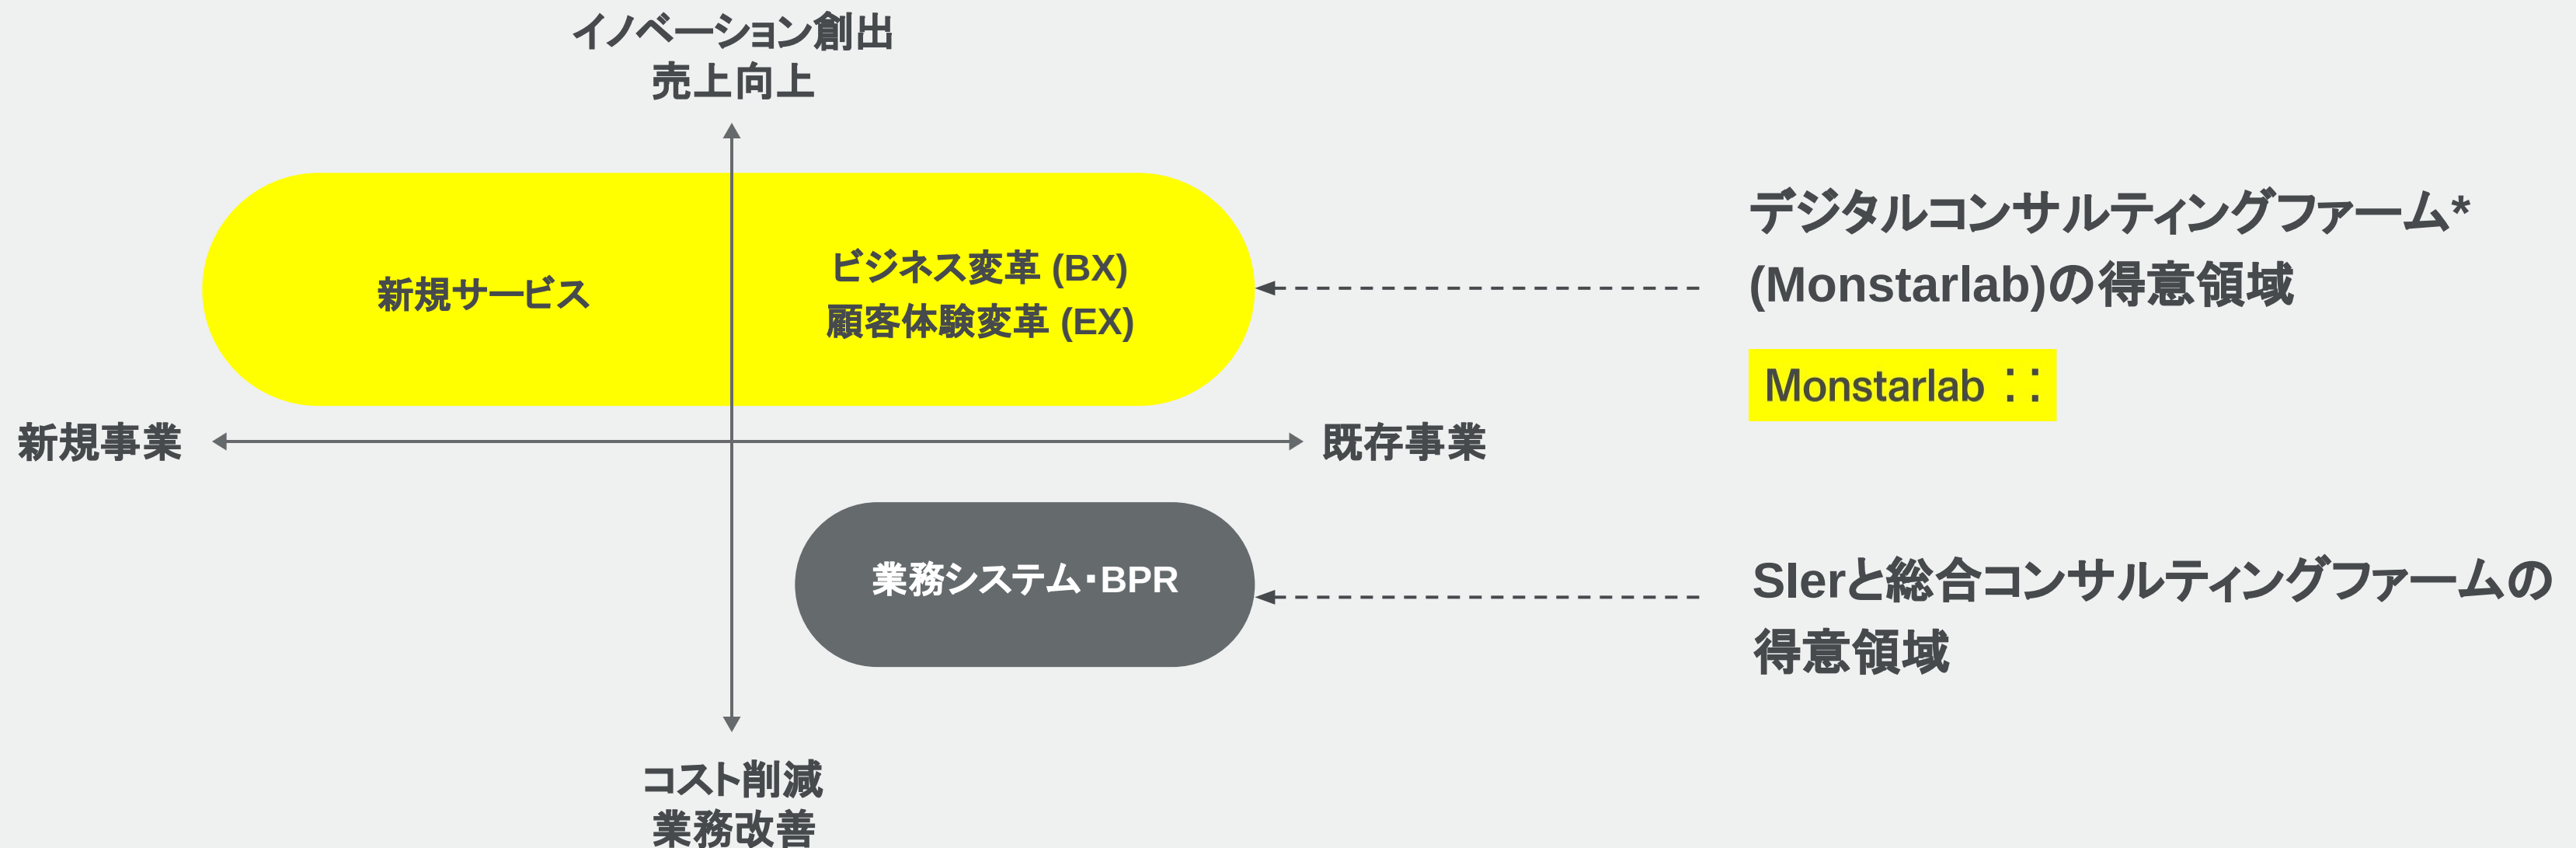 イノベーション創出
売上向上
新規サービス
ビジネス変革 (BX)
顧客体験変革 (EX)
デジタルコンサルティングファーム*
(Monstarlab)の得意領域
Monstarlab
新規事業
既存事業
業務システム・BPR
SIerと総合コンサルティングファームの
得意領域
コスト削減
業務改善